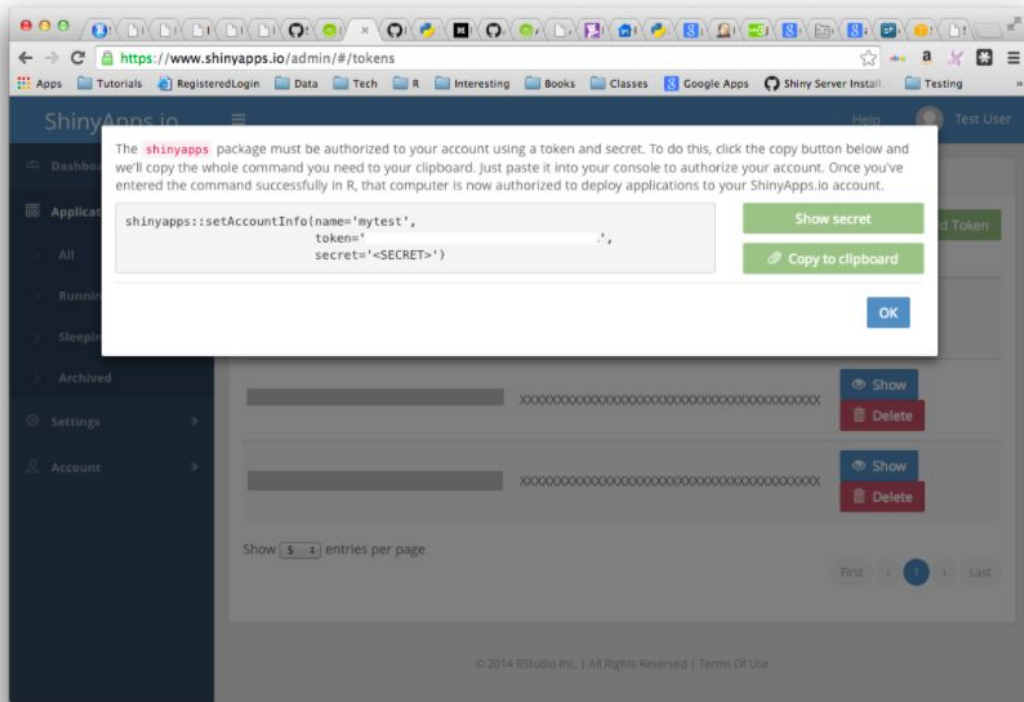 https://www.shinyapps.io/admin/#/tokens
Apps Tutorials RegisteredLogin Data Tech R Interesting Books Classes Google Apps Shiny Server Install Testing »
ShinyApps.io Help Test User
The shinyapps package must be authorized to your account using a token and secret. To do this, click the copy button below and
we'll copy the whole command you need to your clipboard. Just paste it into your console to authorize your account. Once you've
entered the command successfully in R, that computer is now authorized to deploy applications to your ShinyApps.io account.
shinyapps::setAccountInfo(name='mytest',
token=' ',
secret='<SECRET>')
Show secret
Copy to clipboard
OK
Dashboa
Applicat
All
Runnin
Sleepin
Archived
Settings
Account
d Token
XXXXXXXXXXXXXXXXXXXXXXXXXXXXXXXXXXXXXXXX
Show
Delete
XXXXXXXXXXXXXXXXXXXXXXXXXXXXXXXXXXXXXXXX
Show
Delete
Show 5 entries per page
First ‹ 1 › Last
© 2014 RStudio Inc. | All Rights Reserved | Terms Of Use